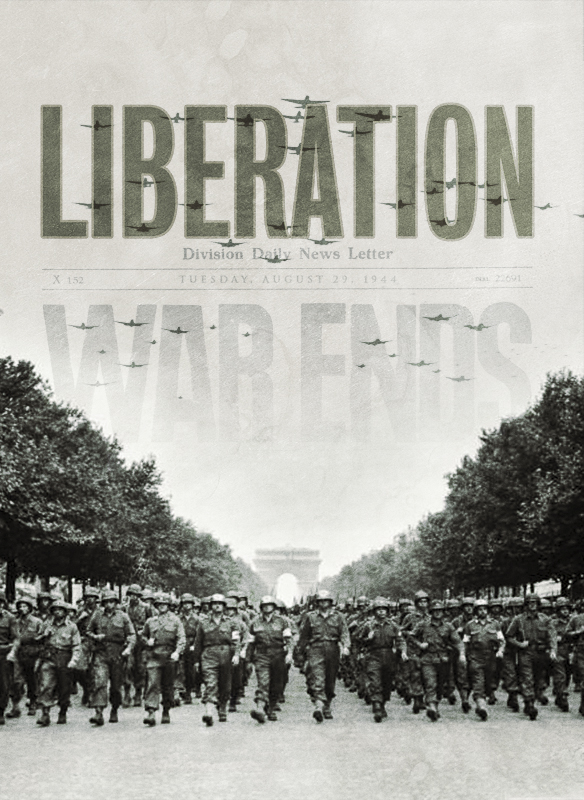 LIBERATION
Division Daily News Letter
X 152 TUESDAY, AUGUST 29, 1944
WAR ENDS